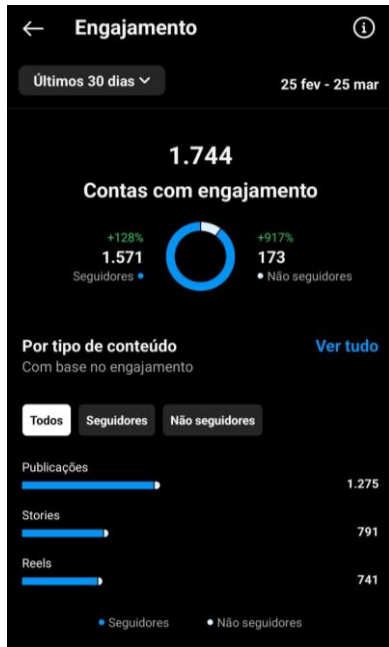 Engajamento
Últimos 30 dias
25 fev - 25 mar
1.744
Contas com engajamento
+128%
1.571
Seguidores
+917%
173
Não seguidores
Por tipo de conteúdo
Ver tudo
Com base no engajamento
Todos
Seguidores
Não seguidores
Publicações
1.275
Stories
791
Reels
741
Seguidores
Não seguidores